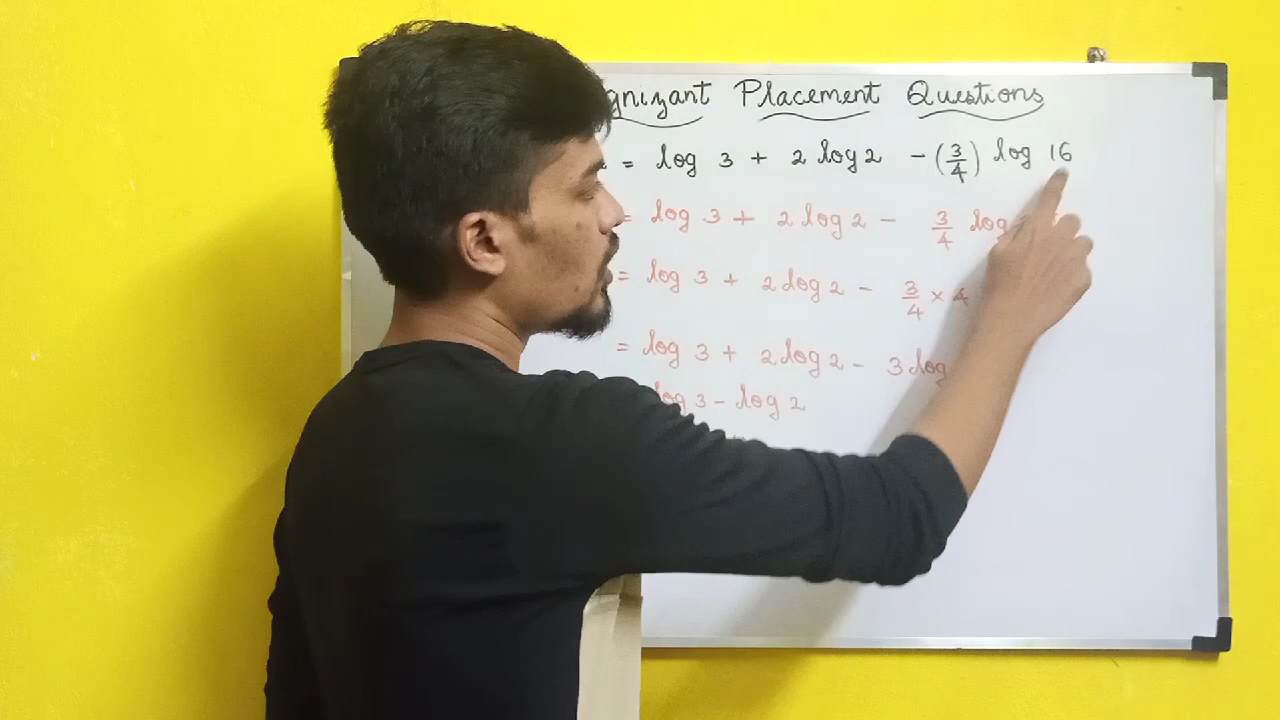 Placement Questions
= log 3 + 2 log 2 - (3/4) log 16
= log 3 + 2 log 2 - 3/4 log
= log 3 + 2 log 2 - 3/4 × 4
= log 3 + 2 log 2 - 3 log
log 3 - log 2